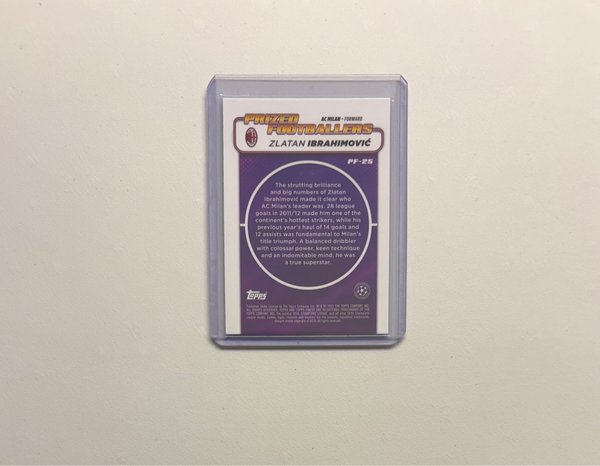 PRIZED
FOOTBALLERS
AC MILAN • FORWARD
ZLATAN IBRAHIMOVIĆ
PF-25
The strutting brilliance
and big numbers of Zlatan
Ibrahimović made it clear who
AC Milan's leader was. 28 league
goals in 2011/12 made him one of the
continent's hottest strikers, while his
previous year's haul of 14 goals and
12 assists was fundamental to Milan's
title triumph. A balanced dribbler
with colossal power, keen technique
and an indomitable mind, he was
a true superstar.
Topps